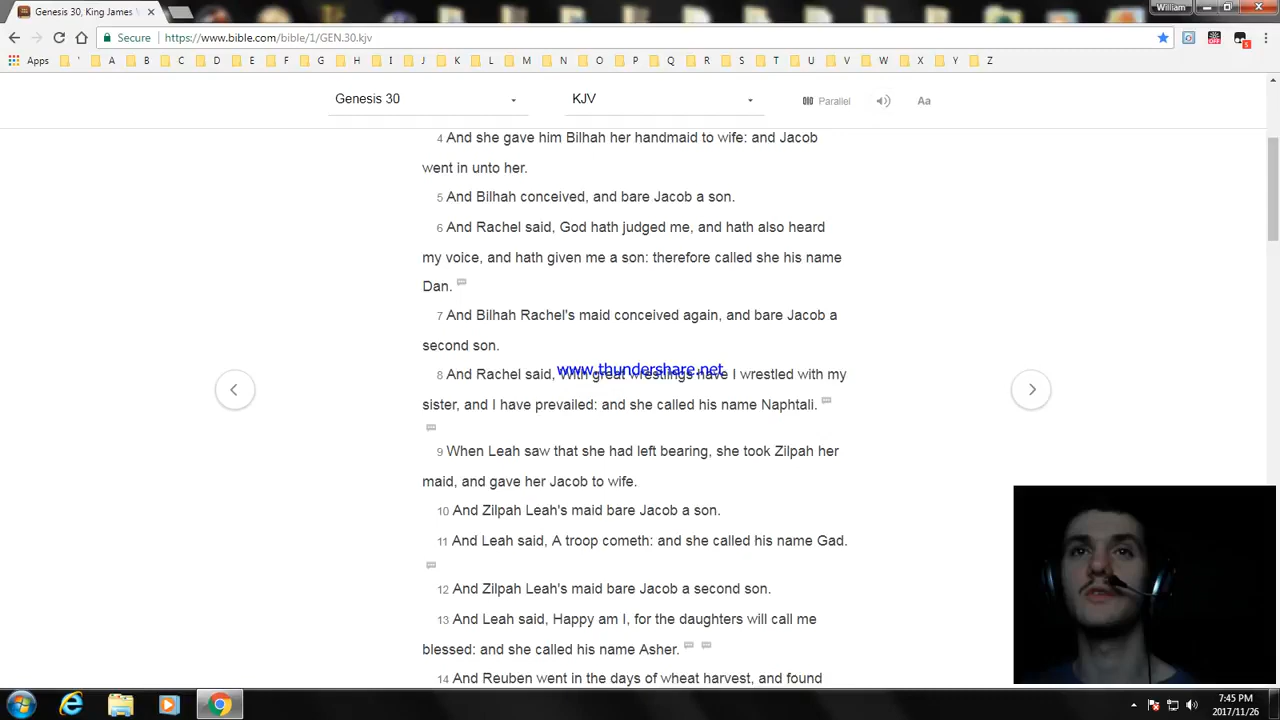 Genesis 30, King James V
William
Secure
https://www.bible.com/bible/1/GEN.30.kjv
OFF
5
Apps ' A B C D E F G H I J K L M N O P Q R S T U V W X Y Z
Genesis 30
KJV
Parallel
Aa
4 And she gave him Bilhah her handmaid to wife: and Jacob
went in unto her.
5 And Bilhah conceived, and bare Jacob a son.
6 And Rachel said, God hath judged me, and hath also heard
my voice, and hath given me a son: therefore called she his name
Dan.
7 And Bilhah Rachel's maid conceived again, and bare Jacob a
second son.
www.thundershare.net
8 And Rachel said, With great wrestlings have I wrestled with my
sister, and I have prevailed: and she called his name Naphtali.
9 When Leah saw that she had left bearing, she took Zilpah her
maid, and gave her Jacob to wife.
10 And Zilpah Leah's maid bare Jacob a son.
11 And Leah said, A troop cometh: and she called his name Gad.
12 And Zilpah Leah's maid bare Jacob a second son.
13 And Leah said, Happy am I, for the daughters will call me
blessed: and she called his name Asher.
14 And Reuben went in the days of wheat harvest, and found
7:45 PM
2017/11/26